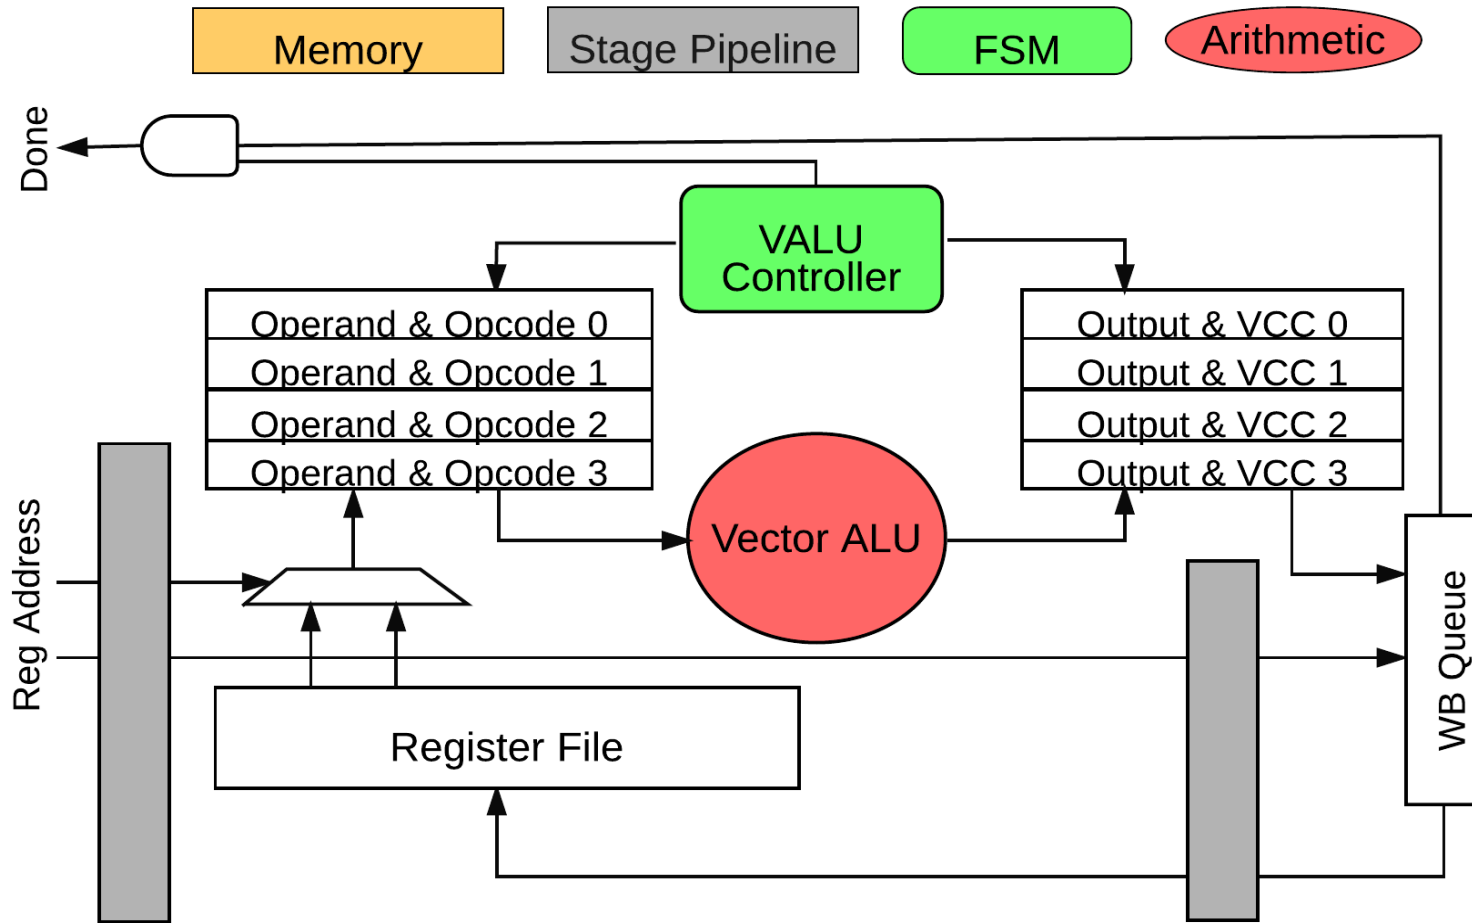 Memory
Stage Pipeline
FSM
Arithmetic
Done
VALU
Controller
Operand & Opcode 0
Operand & Opcode 1
Operand & Opcode 2
Operand & Opcode 3
Output & VCC 0
Output & VCC 1
Output & VCC 2
Output & VCC 3
Vector ALU
Reg Address
WB Queue
Register File